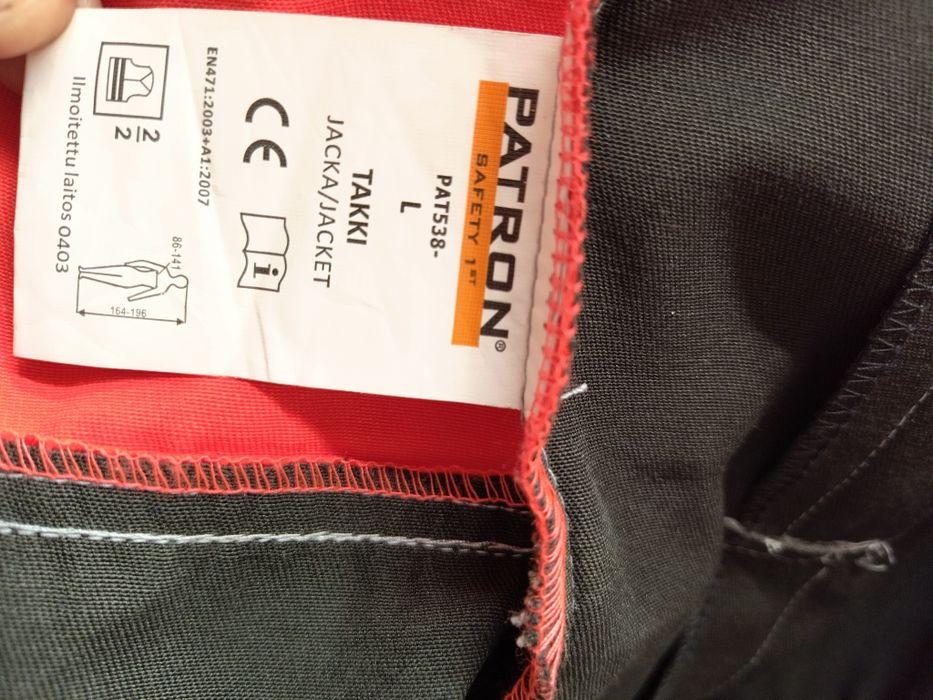 PATRON®
SAFETY 1ST
PAT538-
L
TAKKI
JACKA/JACKET
CE
i
EN471:2003+A1:2007
2
2
86-141
164-196
Ilmoitettu laitos 0403